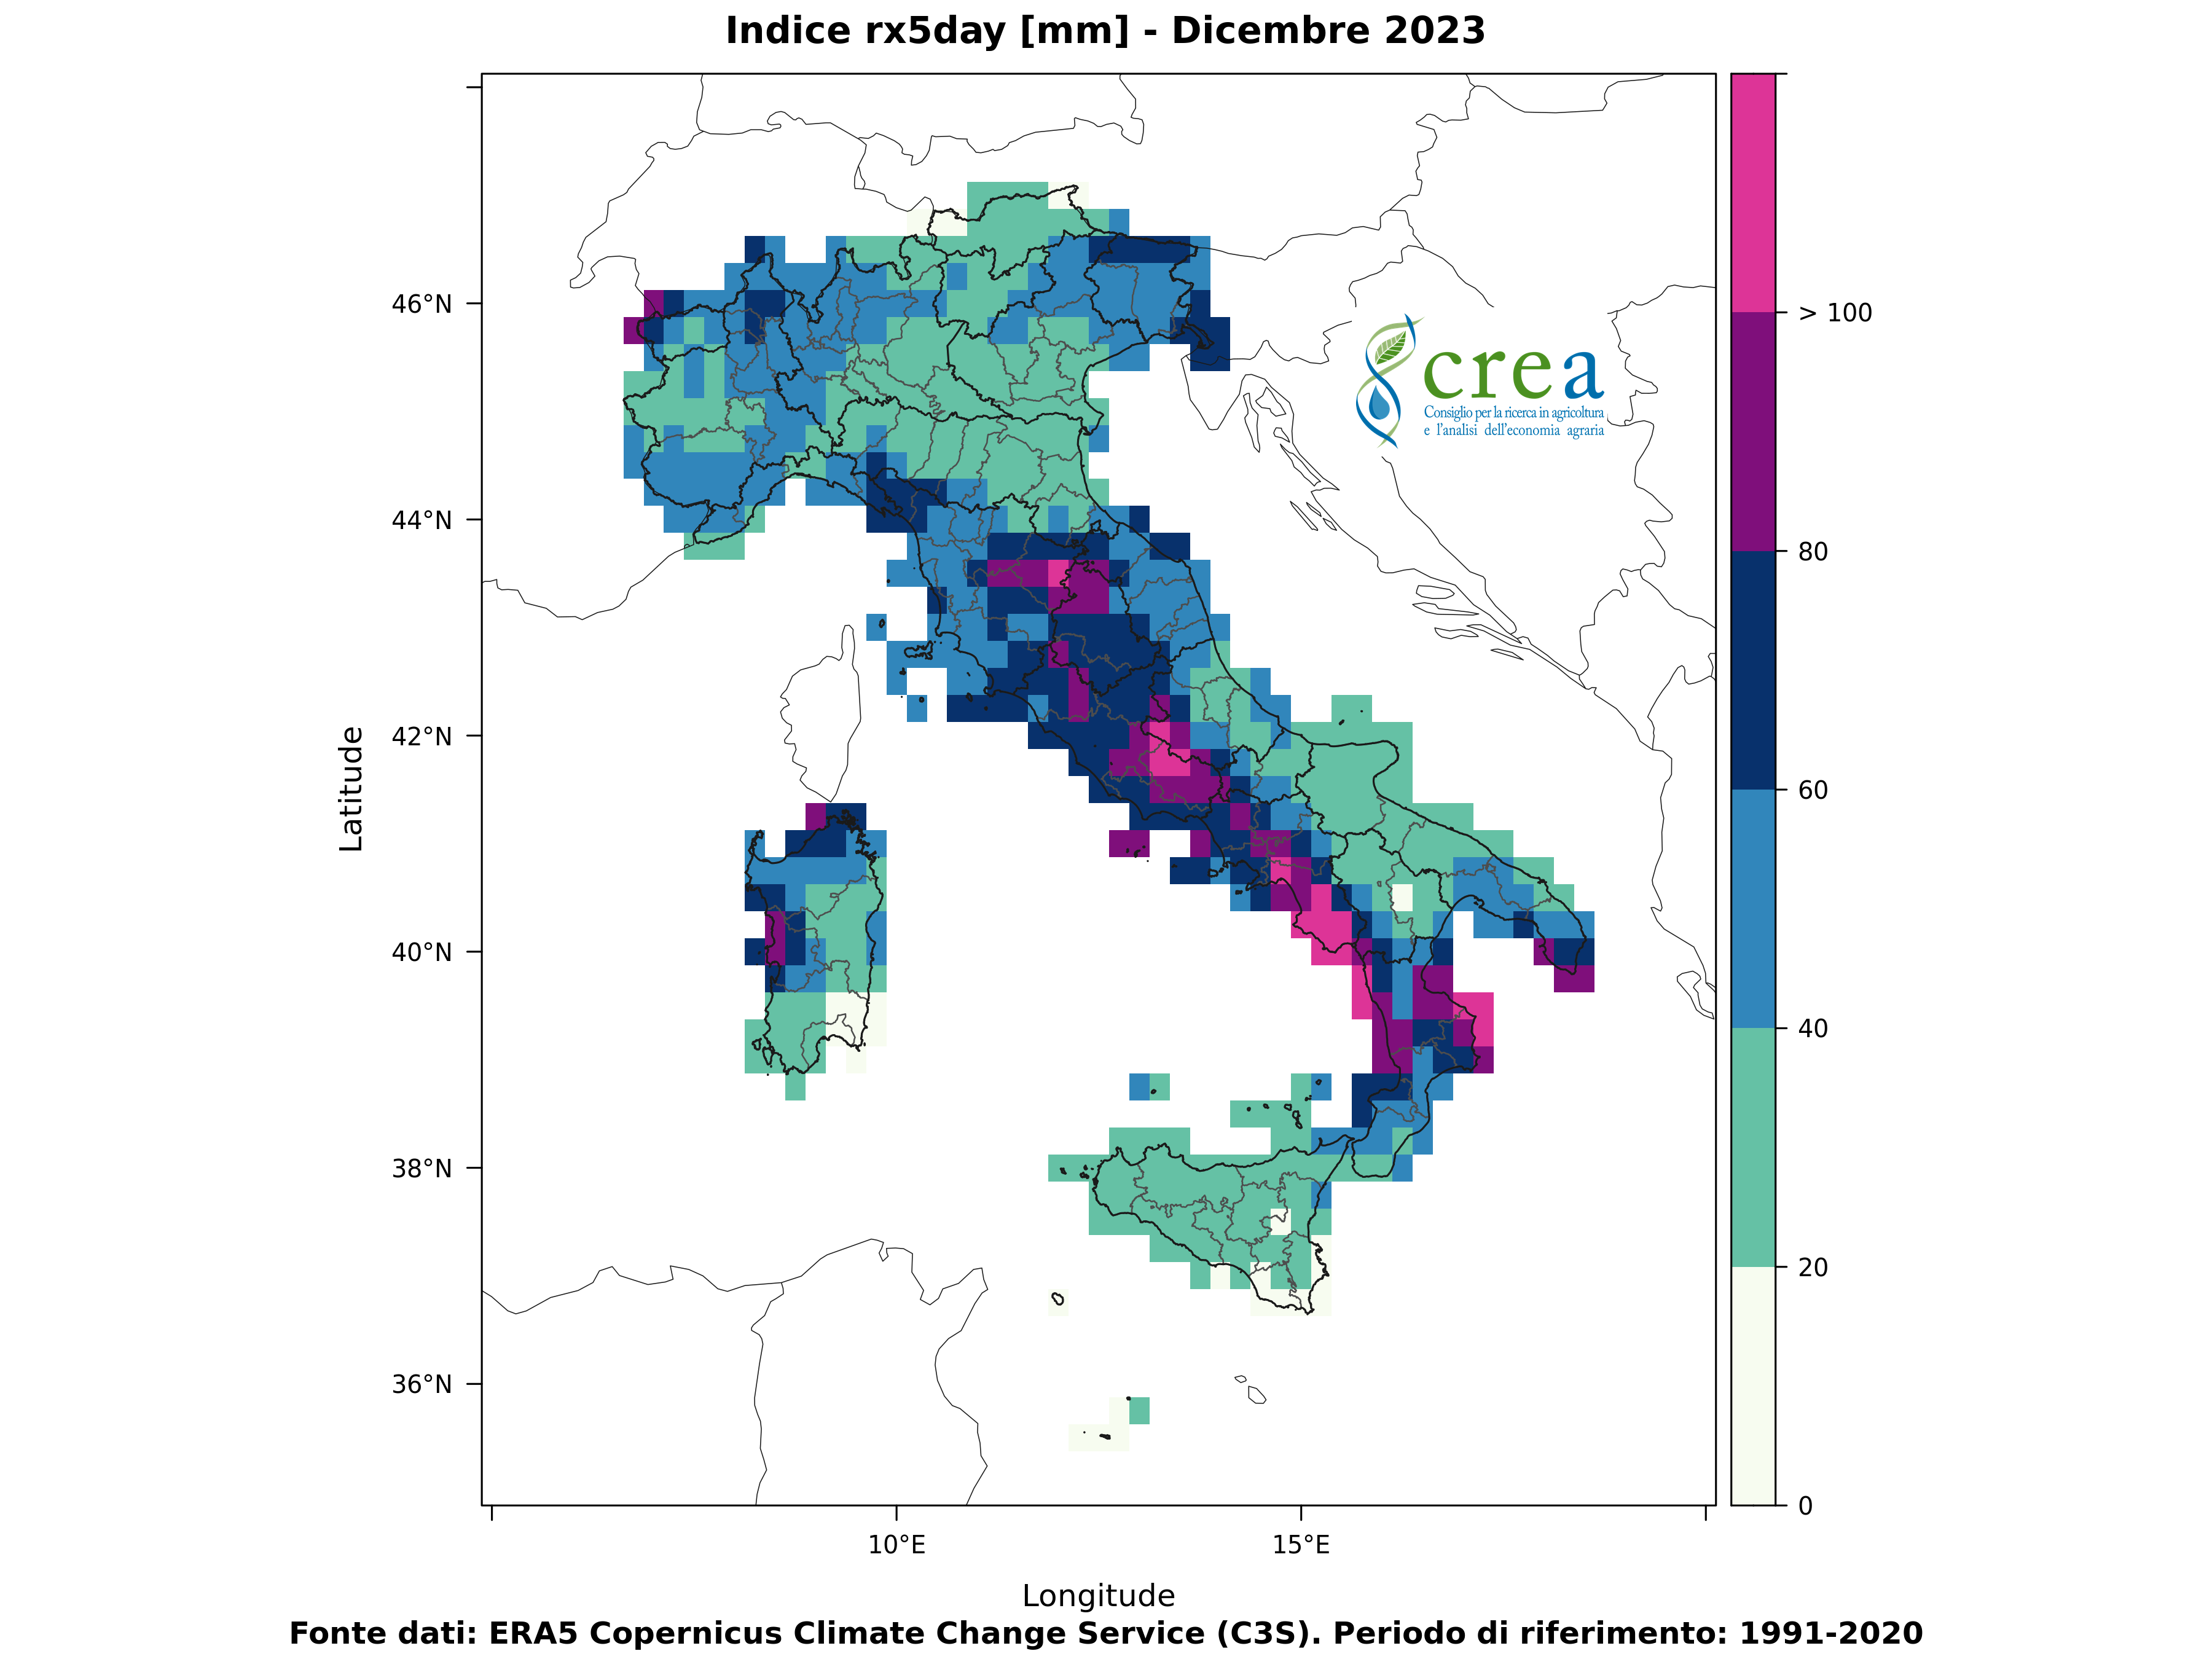 Indice rx5day [mm] - Dicembre 2023
46°N
44°N
42°N
40°N
38°N
36°N
Latitude
10°E
15°E
Longitude
> 100
80
60
40
20
0
crea
Consiglio per la ricerca in agricoltura
e l'analisi dell'economia agraria
Fonte dati: ERA5 Copernicus Climate Change Service (C3S). Periodo di riferimento: 1991-2020